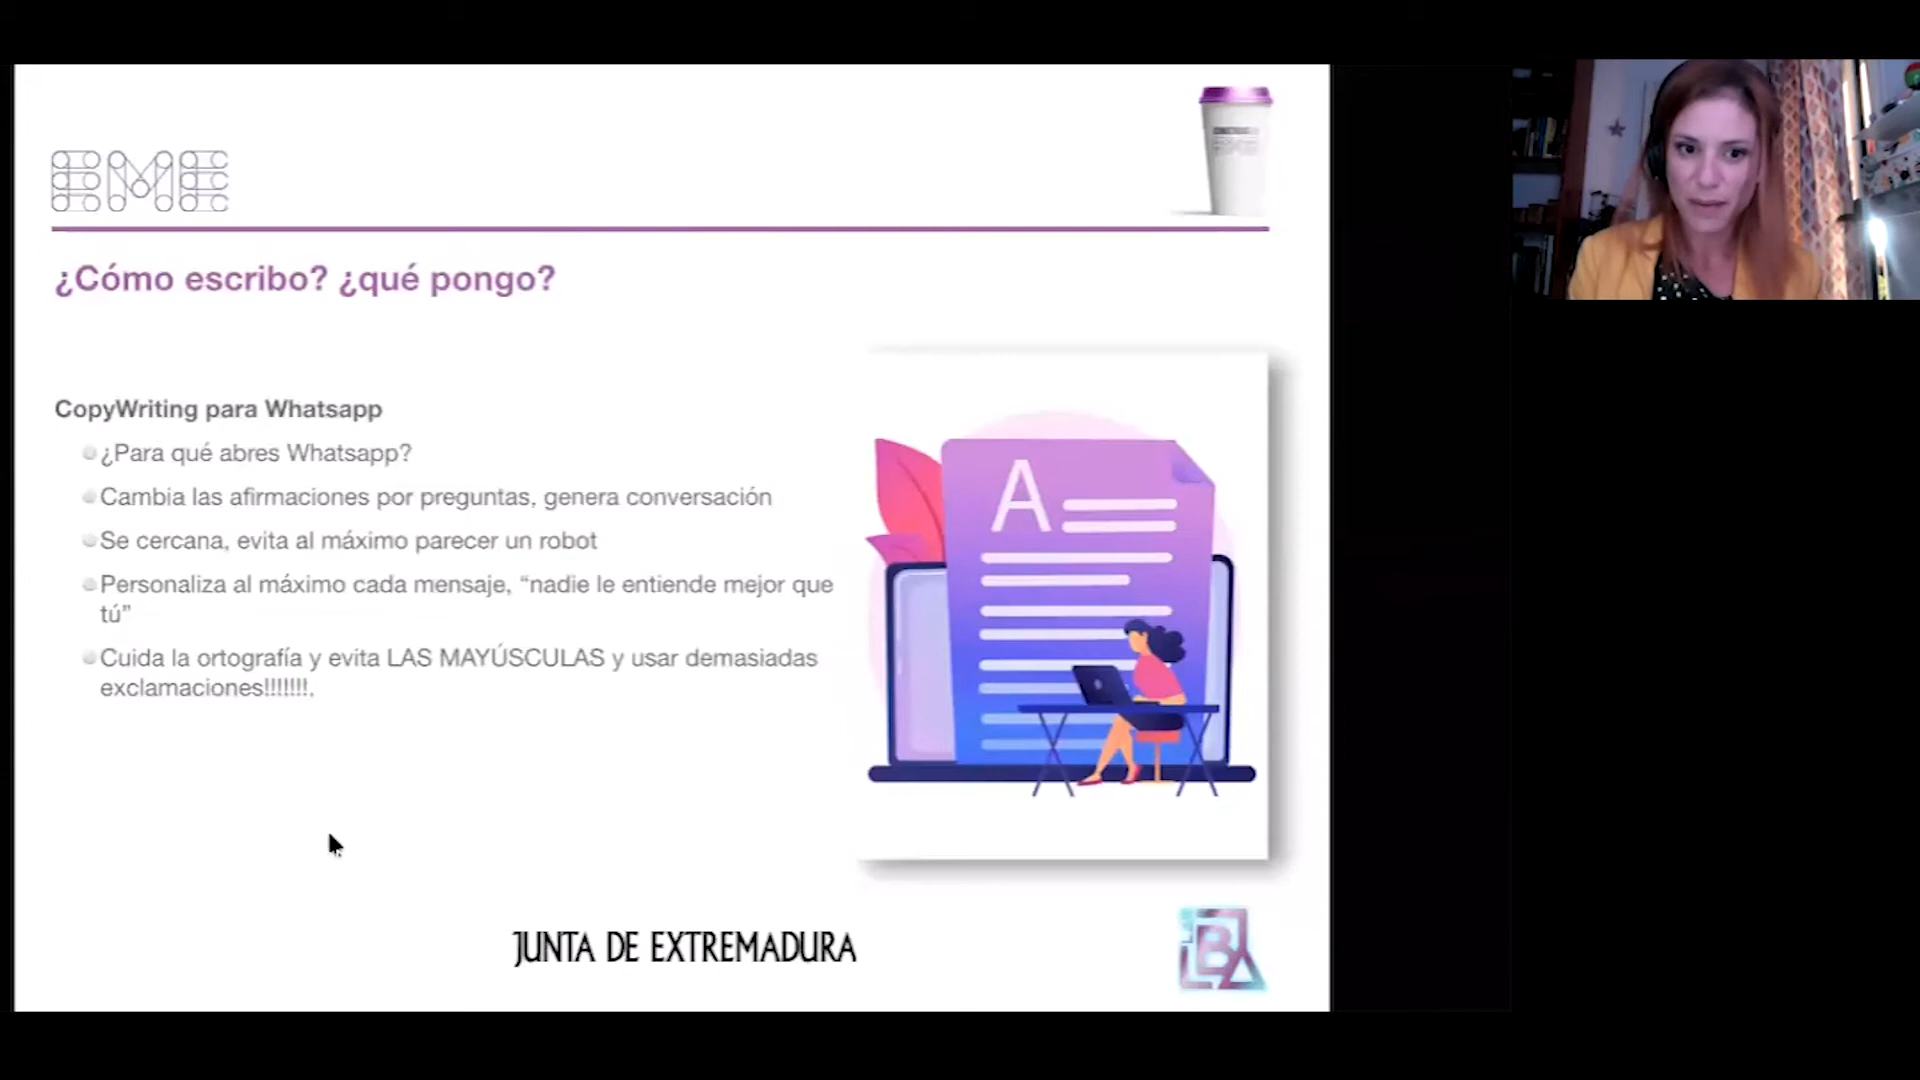 EME
¿Cómo escribo? ¿qué pongo?
CopyWriting para Whatsapp
¿Para qué abres Whatsapp?
Cambia las afirmaciones por preguntas, genera conversación
Se cercana, evita al máximo parecer un robot
Personaliza al máximo cada mensaje, “nadie le entiende mejor que
tú”
Cuida la ortografía y evita LAS MAYÚSCULAS y usar demasiadas
exclamaciones!!!!!!!.
A
JUNTA DE EXTREMADURA